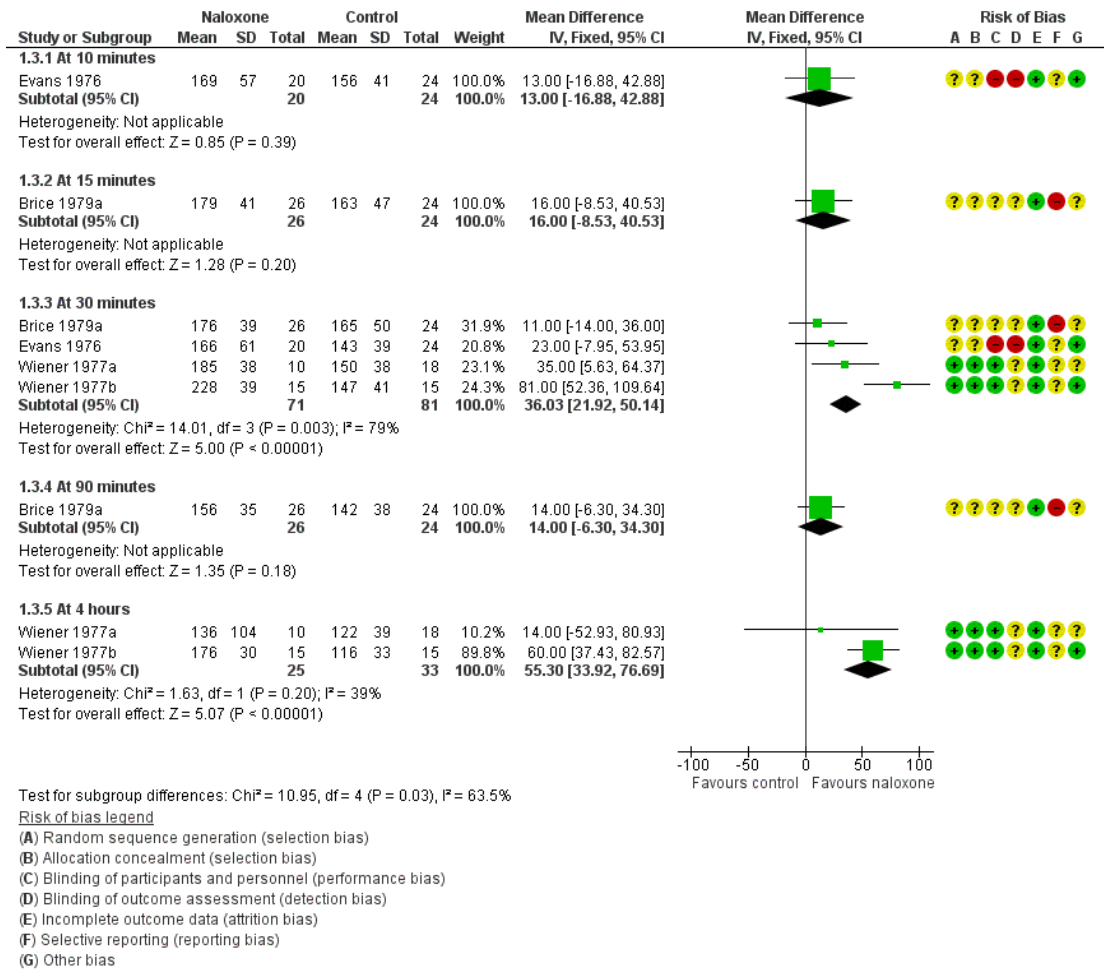 Naloxone Control Mean Difference Mean Difference Risk of Bias
Study or Subgroup Mean SD Total Mean SD Total Weight IV, Fixed, 95% CI IV, Fixed, 95% CI A B C D E F G
1.3.1 At 10 minutes
Evans 1976 169 57 20 156 41 24 100.0% 13.00 [-16.88, 42.88] ? ? - - + ? +
Subtotal (95% CI) 20 24 100.0% 13.00 [-16.88, 42.88]
Heterogeneity: Not applicable
Test for overall effect: Z = 0.85 (P = 0.39)
1.3.2 At 15 minutes
Brice 1979a 179 41 26 163 47 24 100.0% 16.00 [-8.53, 40.53] ? ? ? ? + - ?
Subtotal (95% CI) 26 24 100.0% 16.00 [-8.53, 40.53]
Heterogeneity: Not applicable
Test for overall effect: Z = 1.28 (P = 0.20)
1.3.3 At 30 minutes
Brice 1979a 176 39 26 165 50 24 31.9% 11.00 [-14.00, 36.00] ? ? ? ? + - ?
Evans 1976 166 61 20 143 39 24 20.8% 23.00 [-7.95, 53.95] ? ? - - + ? +
Wiener 1977a 185 38 10 150 38 18 23.1% 35.00 [5.63, 64.37] + + + ? + ? ?
Wiener 1977b 228 39 15 147 41 15 24.3% 81.00 [52.36, 109.64] + + + ? + ? +
Subtotal (95% CI) 71 81 100.0% 36.03 [21.92, 50.14]
Heterogeneity: Chi² = 14.01, df = 3 (P = 0.003); I² = 79%
Test for overall effect: Z = 5.00 (P < 0.00001)
1.3.4 At 90 minutes
Brice 1979a 156 35 26 142 38 24 100.0% 14.00 [-6.30, 34.30] ? ? ? ? + - ?
Subtotal (95% CI) 26 24 100.0% 14.00 [-6.30, 34.30]
Heterogeneity: Not applicable
Test for overall effect: Z = 1.35 (P = 0.18)
1.3.5 At 4 hours
Wiener 1977a 136 104 10 122 39 18 10.2% 14.00 [-52.93, 80.93] + + + ? + ? ?
Wiener 1977b 176 30 15 116 33 15 89.8% 60.00 [37.43, 82.57] + + + ? + ? +
Subtotal (95% CI) 25 33 100.0% 55.30 [33.92, 76.69]
Heterogeneity: Chi² = 1.63, df = 1 (P = 0.20); I² = 39%
Test for overall effect: Z = 5.07 (P < 0.00001)
-100 -50 0 50 100
Favours control Favours naloxone
Test for subgroup differences: Chi² = 10.95, df = 4 (P = 0.03), I² = 63.5%
Risk of bias legend
(A) Random sequence generation (selection bias)
(B) Allocation concealment (selection bias)
(C) Blinding of participants and personnel (performance bias)
(D) Blinding of outcome assessment (detection bias)
(E) Incomplete outcome data (attrition bias)
(F) Selective reporting (reporting bias)
(G) Other bias